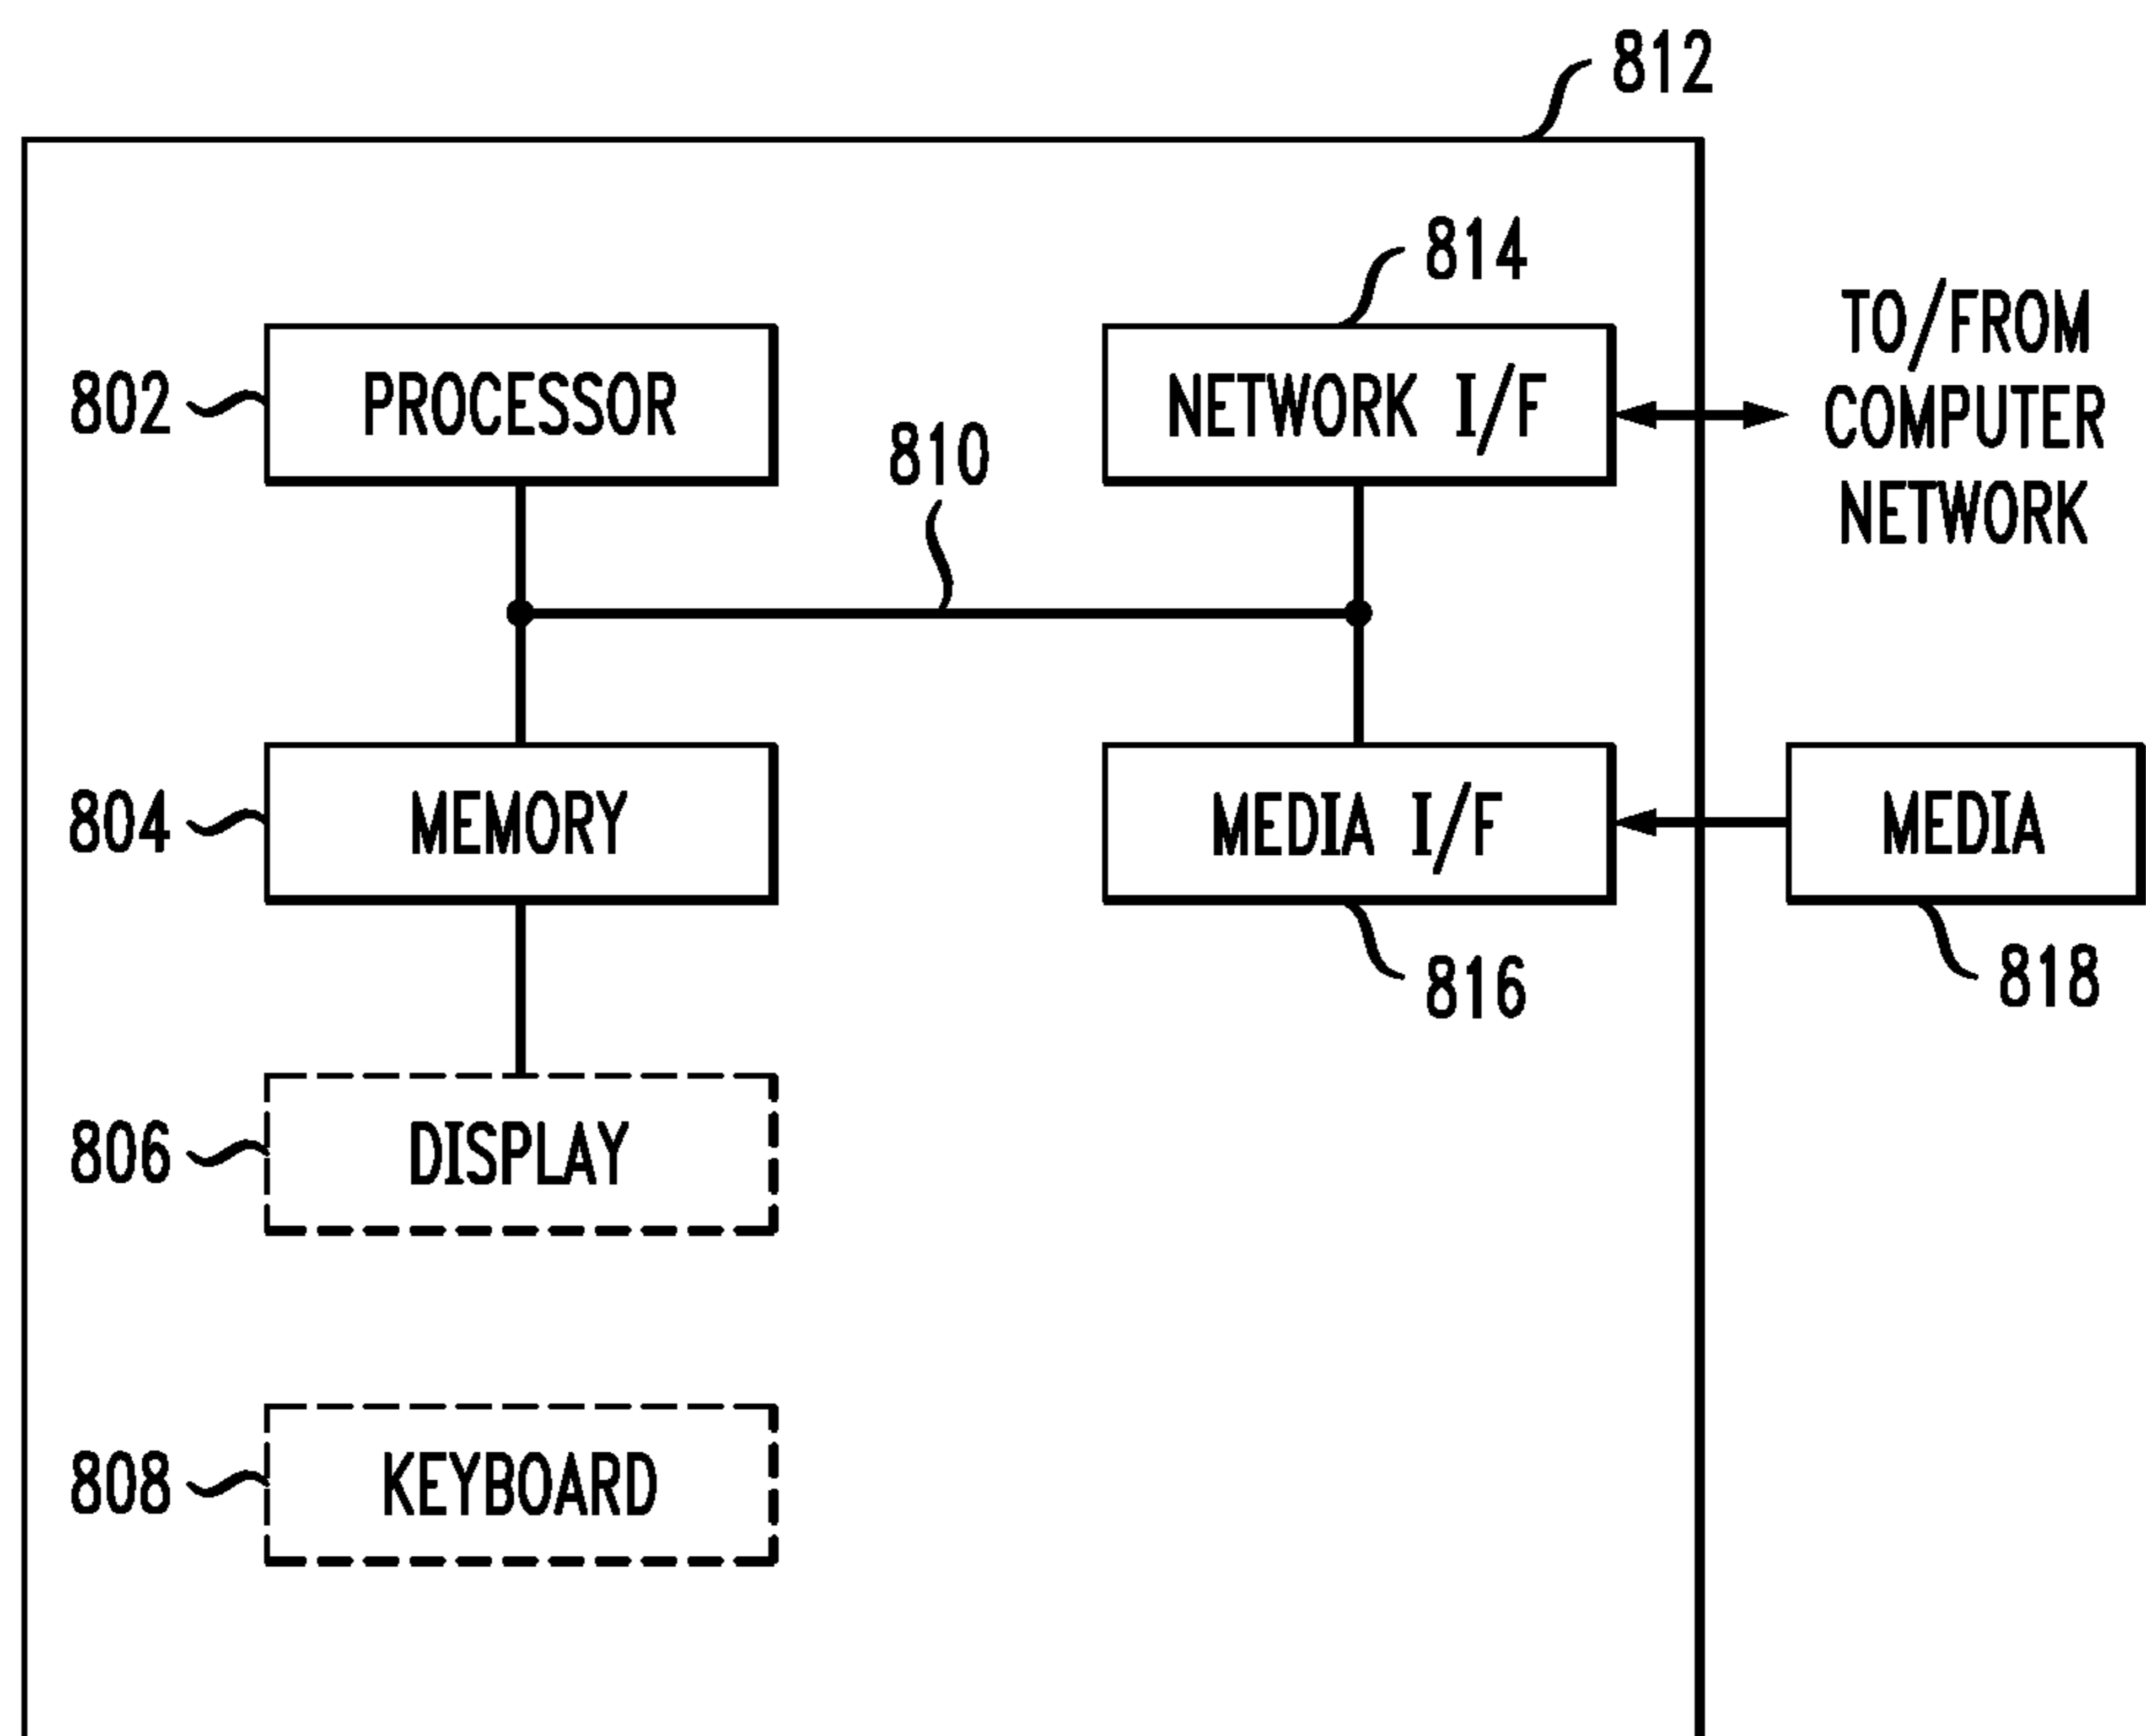 812
814
802
PROCESSOR
NETWORK I/F
TO/FROM
COMPUTER
NETWORK
810
804
MEMORY
MEDIA I/F
MEDIA
816
818
806
DISPLAY
808
KEYBOARD